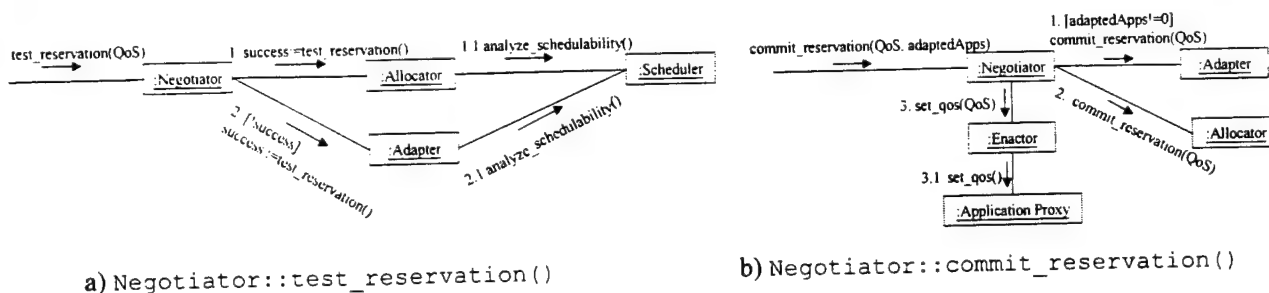 test_reservation(QoS)
1 success:=test_reservation()
1.1 analyze_schedulability()
:Negotiator
:Allocator
:Scheduler
2. [!success]
success:=test_reservation()
:Adapter
2.1 analyze_schedulability()
a) Negotiator::test_reservation()
commit_reservation(QoS, adaptedApps)
1. [adaptedApps!=0]
commit_reservation(QoS)
:Negotiator
:Adapter
3. set_qos(QoS)
2. commit_reservation(QoS)
:Enactor
:Allocator
3.1 set_qos()
:Application Proxy
b) Negotiator::commit_reservation()